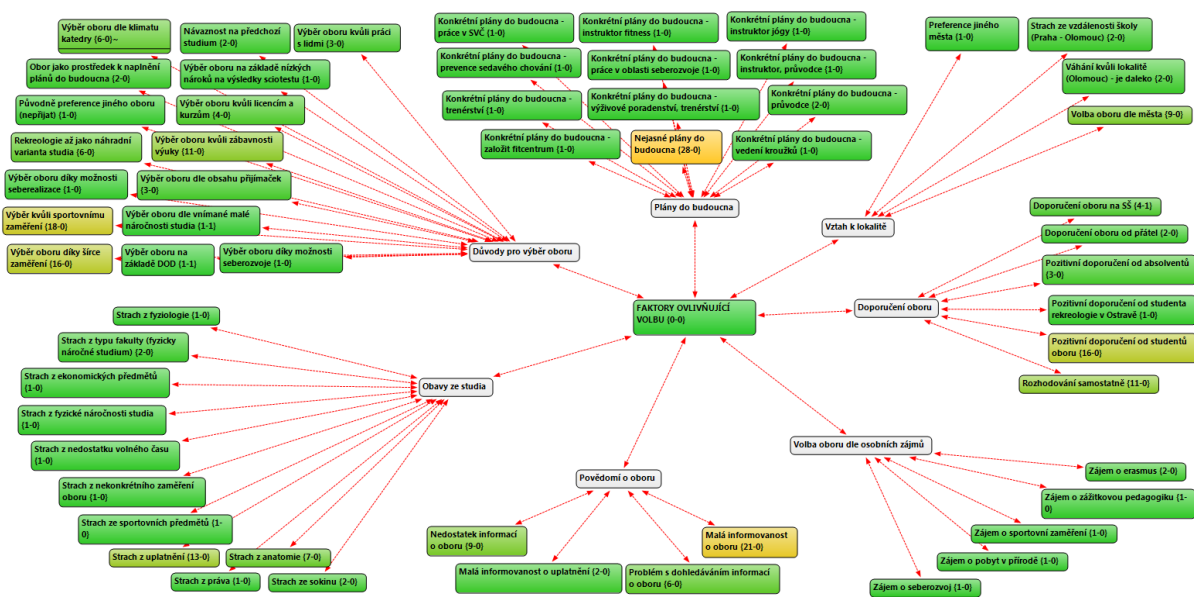 Výběr oboru dle klimatu
katedry {6-0}~
Návaznost na předchozí
studium {2-0}
Výběr oboru kvůli práci
s lidmi {3-0}
Obor jako prostředek k naplnění
plánů do budoucna {2-0}
Výběr oboru na základě nízkých
nároků na výsledky sciotestu {1-0}
Původně preference jiného oboru
(nepřijat) {1-0}
Výběr oboru kvůli licencím a
kurzům {4-0}
Rekreologie až jako náhradní
varianta studia {6-0}
Výběr oboru kvůli zábavnosti
výuky {11-0}
Výběr oboru díky možnosti
seberealizace {1-0}
Výběr oboru dle obsahu přijímaček
{3-0}
Výběr kvůli sportovnímu
zaměření {18-0}
Výběr oboru dle vnímané malé
náročnosti studia {1-1}
Výběr oboru díky šírce
zaměření {16-0}
Výběr oboru na
základě DOD {1-1}
Výběr oboru díky možnosti
seberozvoje {1-0}
Důvody pro výběr oboru
Konkrétní plány do budoucna -
práce v SVČ {1-0}
Konkrétní plány do budoucna -
instruktor fitness {1-0}
Konkrétní plány do budoucna -
instruktor jógy {1-0}
Konkrétní plány do budoucna -
prevence sedavého chování {1-0}
Konkrétní plány do budoucna -
práce v oblasti seberozvoje {1-0}
Konkrétní plány do budoucna -
instruktor, průvodce {1-0}
Konkrétní plány do budoucna -
trenérství {1-0}
Konkrétní plány do budoucna -
výživové poradenství, trenérství {1-0}
Konkrétní plány do budoucna -
průvodce {2-0}
Konkrétní plány do budoucna -
založit fitcentrum {1-0}
Nejasné plány do
budoucna {28-0}
Konkrétní plány do budoucna -
vedení kroužků {1-0}
Plány do budoucna
Preference jiného
města {1-0}
Strach ze vzdálenosti školy
(Praha - Olomouc) {2-0}
Váhání kvůli lokalitě
(Olomouc) - je daleko {2-0}
Volba oboru dle města {9-0}
Vztah k lokalitě
Doporučení oboru na SŠ {4-1}
Doporučení oboru od přátel {2-0}
Pozitivní doporučení od absolventů
{3-0}
Pozitivní doporučení od studenta
rekreologie v Ostravě {1-0}
Pozitivní doporučení od studentů
oboru {16-0}
Rozhodování samostatně {11-0}
Doporučení oboru
FAKTORY OVLIVŇUJÍCÍ
VOLBU {0-0}
Strach z fyziologie {1-0}
Strach z typu fakulty (fyzicky
náročné studium) {2-0}
Strach z ekonomických předmětů
{1-0}
Strach z fyzické náročnosti studia
{1-0}
Strach z nedostatku volného času
{1-0}
Strach z nekonkrétního zaměření
oboru {1-0}
Strach ze sportovních předmětů {1-
0}
Strach z uplatnění {13-0}
Strach z anatomie {7-0}
Strach z práva {1-0}
Strach ze sokinu {2-0}
Obavy ze studia
Povědomí o oboru
Nedostatek informací
o oboru {9-0}
Malá informovanost
o oboru {21-0}
Malá informovanost o uplatnění {2-0}
Problém s dohledáváním informací
o oboru {6-0}
Volba oboru dle osobních zájmů
Zájem o erasmus {2-0}
Zájem o zážitkovou pedagogiku {1-
0}
Zájem o sportovní zaměření {1-0}
Zájem o pobyt v přírodě {1-0}
Zájem o seberozvoj {1-0}